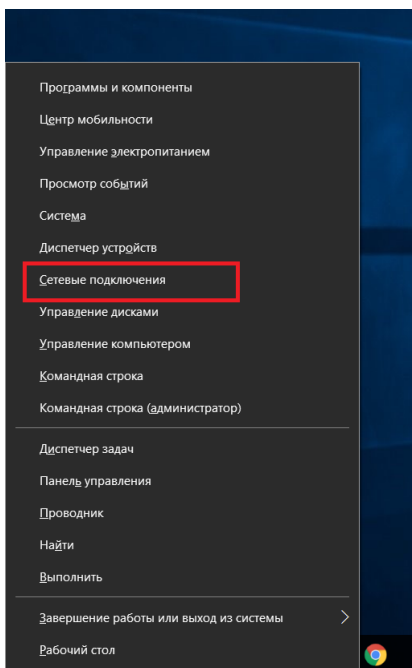 Программы и компоненты
Центр мобильности
Управление электропитанием
Просмотр событий
Система
Диспетчер устройств
Сетевые подключения
Управление дисками
Управление компьютером
Командная строка
Командная строка (администратор)
Диспетчер задач
Панель управления
Проводник
Найти
Выполнить
Завершение работы или выход из системы
Рабочий стол